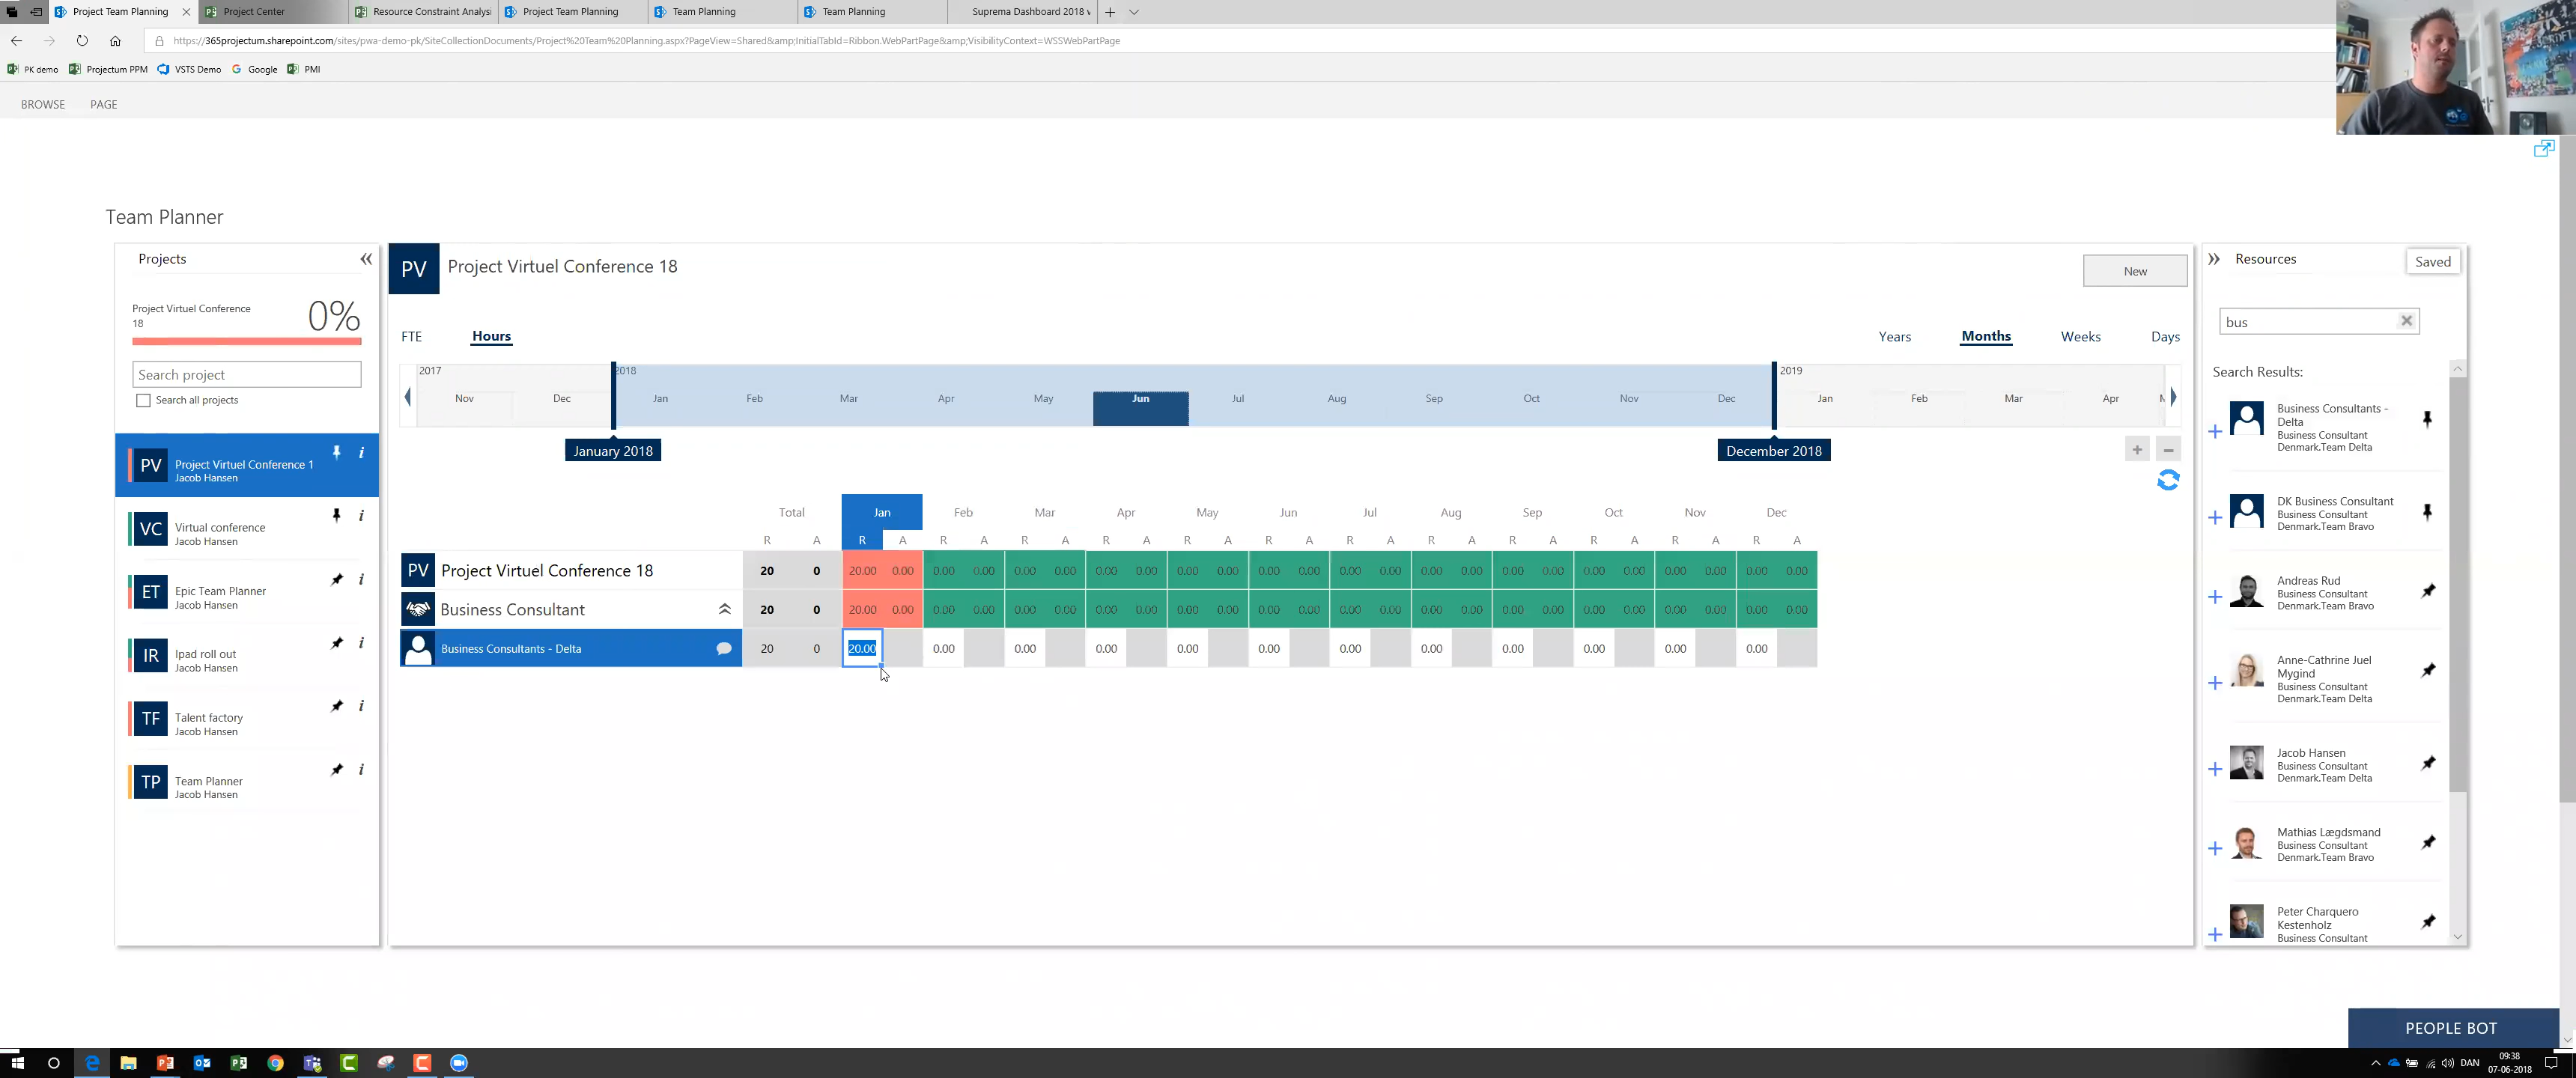 Project Team Planning
Project Center
Resource Constraint Analysi
Project Team Planning
Team Planning
Team Planning
Suprema Dashboard 2018 v
https://365projectum.sharepoint.com/sites/pwa-demo-pk/SiteCollectionDocuments/Project%20Team%20Planning.aspx?PageView=Shared&amp;InitialTabId=Ribbon.WebPartPage&amp;VisibilityContext=WSSWebPartPage
PK demo Projectum PPM VSTS Demo Google PMI
BROWSE PAGE
Team Planner
Projects
Project Virtuel Conference
18
0%
Search project
Search all projects
PV Project Virtuel Conference 1
Jacob Hansen
VC Virtual conference
Jacob Hansen
ET Epic Team Planner
Jacob Hansen
IR Ipad roll out
Jacob Hansen
TF Talent factory
Jacob Hansen
TP Team Planner
Jacob Hansen
PV Project Virtuel Conference 18
New
FTE Hours
Years Months Weeks Days
2017 2018 2019
Nov Dec Jan Feb Mar Apr May Jun Jul Aug Sep Oct Nov Dec Jan Feb Mar Apr
January 2018 December 2018
Total Jan Feb Mar Apr May Jun Jul Aug Sep Oct Nov Dec
R A R A R A R A R A R A R A R A R A R A R A R A R A
PV Project Virtuel Conference 18 20 0 20.00 0.00 0.00 0.00 0.00 0.00 0.00 0.00 0.00 0.00 0.00 0.00 0.00 0.00 0.00 0.00 0.00 0.00 0.00 0.00 0.00 0.00 0.00 0.00
Business Consultant 20 0 20.00 0.00 0.00 0.00 0.00 0.00 0.00 0.00 0.00 0.00 0.00 0.00 0.00 0.00 0.00 0.00 0.00 0.00 0.00 0.00 0.00 0.00 0.00 0.00
Business Consultants - Delta 20 0 20.00 0.00 0.00 0.00 0.00 0.00 0.00 0.00 0.00 0.00 0.00 0.00
Resources
Saved
bus
Search Results:
Business Consultants -
Delta
Business Consultant
Denmark.Team Delta
DK Business Consultant
Business Consultant
Denmark.Team Bravo
Andreas Rud
Business Consultant
Denmark.Team Bravo
Anne-Cathrine Juel
Mygind
Business Consultant
Denmark.Team Delta
Jacob Hansen
Business Consultant
Denmark.Team Delta
Mathias Lægdsmand
Business Consultant
Denmark.Team Bravo
Peter Charquero
Kestenholz
Business Consultant
PEOPLE BOT
DAN
09:38
07-06-2018